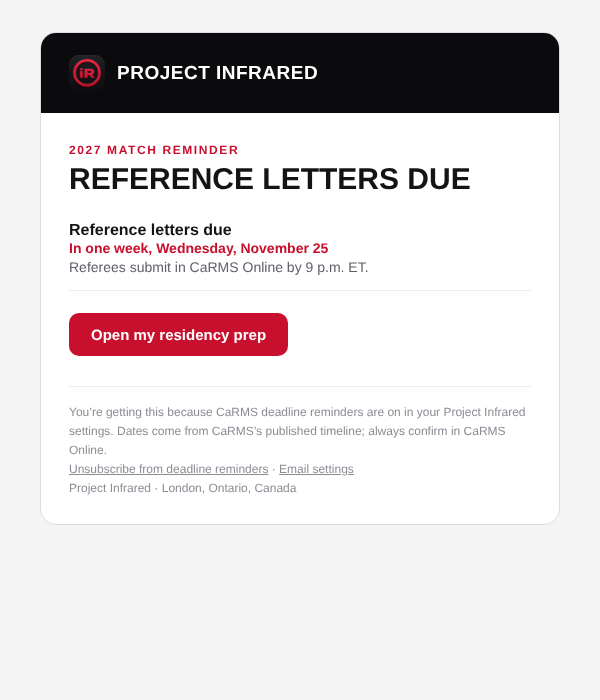 iR PROJECT INFRARED
2027 MATCH REMINDER
REFERENCE LETTERS DUE
Reference letters due
In one week, Wednesday, November 25
Referees submit in CaRMS Online by 9 p.m. ET.
Open my residency prep
You’re getting this because CaRMS deadline reminders are on in your Project Infrared
settings. Dates come from CaRMS’s published timeline; always confirm in CaRMS
Online.
Unsubscribe from deadline reminders · Email settings
Project Infrared · London, Ontario, Canada